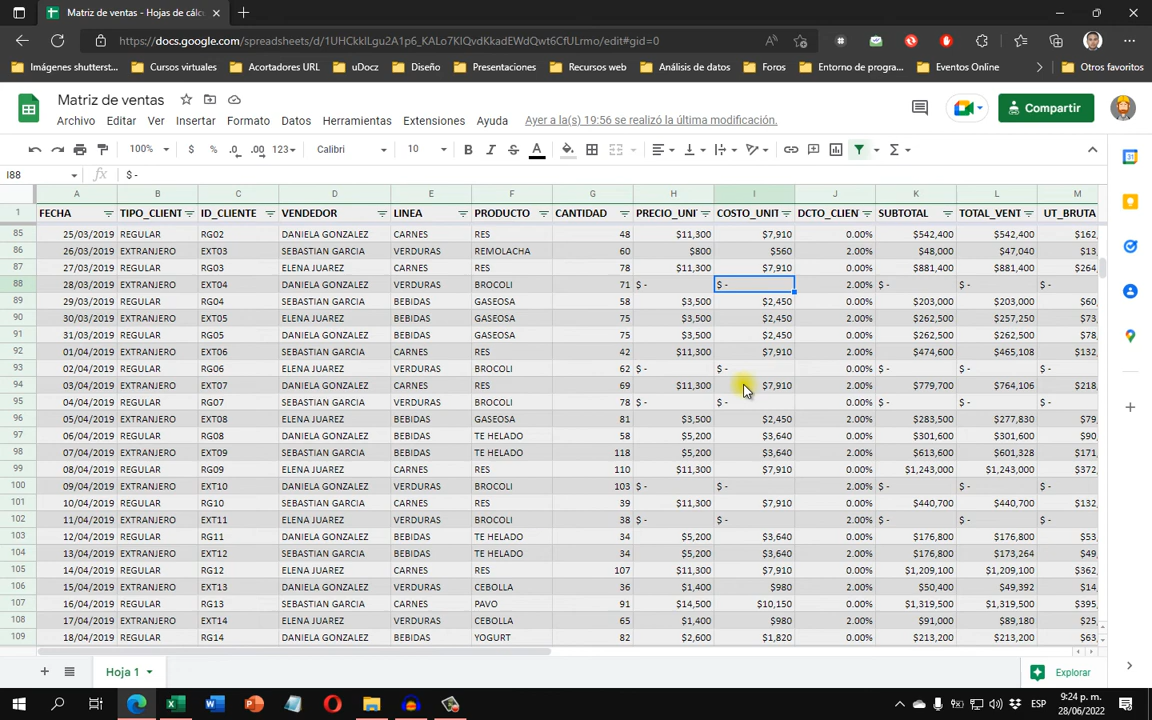 Matriz de ventas - Hojas de cálc
https://docs.google.com/spreadsheets/d/1UHCkklLgu2A1p6_KALo7KIQvdKkadEWdQwt6CfULrmo/edit#gid=0
Imágenes shutterst... Cursos virtuales Acortadores URL uDocz Diseño Presentaciones Recursos web Análisis de datos Foros Entorno de progra... Eventos Online Otros favoritos
Matriz de ventas
Compartir
Archivo Editar Ver Insertar Formato Datos Herramientas Extensiones Ayuda Ayer a la(s) 19:56 se realizó la última modificación.
100% $ % .0 .00 123 Calibri 10 B I S A
I88 fx $ -
A B C D E F G H I J K L M
1 FECHA TIPO_CLIENT ID_CLIENTE VENDEDOR LINEA PRODUCTO CANTIDAD PRECIO_UNI COSTO_UNIT DCTO_CLIEN SUBTOTAL TOTAL_VENT UT_BRUTA
85 25/03/2019 REGULAR RG02 DANIELA GONZALEZ CARNES RES 48 $11,300 $7,910 0.00% $542,400 $542,400 $162,
86 26/03/2019 EXTRANJERO EXT03 SEBASTIAN GARCIA VERDURAS REMOLACHA 60 $800 $560 2.00% $48,000 $47,040 $13,
87 27/03/2019 REGULAR RG03 ELENA JUAREZ CARNES RES 78 $11,300 $7,910 0.00% $881,400 $881,400 $264,
88 28/03/2019 EXTRANJERO EXT04 DANIELA GONZALEZ VERDURAS BROCOLI 71 $ - $ - 2.00% $ - $ - $ -
89 29/03/2019 REGULAR RG04 SEBASTIAN GARCIA BEBIDAS GASEOSA 58 $3,500 $2,450 0.00% $203,000 $203,000 $60,
90 30/03/2019 EXTRANJERO EXT05 ELENA JUAREZ BEBIDAS GASEOSA 75 $3,500 $2,450 2.00% $262,500 $257,250 $73,
91 31/03/2019 REGULAR RG05 DANIELA GONZALEZ BEBIDAS GASEOSA 75 $3,500 $2,450 0.00% $262,500 $262,500 $78,
92 01/04/2019 EXTRANJERO EXT06 SEBASTIAN GARCIA CARNES RES 42 $11,300 $7,910 2.00% $474,600 $465,108 $132,
93 02/04/2019 REGULAR RG06 ELENA JUAREZ VERDURAS BROCOLI 62 $ - $ - 0.00% $ - $ - $ -
94 03/04/2019 EXTRANJERO EXT07 DANIELA GONZALEZ CARNES RES 69 $11,300 $7,910 2.00% $779,700 $764,106 $218,
95 04/04/2019 REGULAR RG07 SEBASTIAN GARCIA VERDURAS BROCOLI 78 $ - $ - 0.00% $ - $ - $ -
96 05/04/2019 EXTRANJERO EXT08 DANIELA GONZALEZ BEBIDAS GASEOSA 81 $3,500 $2,450 2.00% $283,500 $277,830 $79,
97 06/04/2019 REGULAR RG08 DANIELA GONZALEZ BEBIDAS TE HELADO 58 $5,200 $3,640 0.00% $301,600 $301,600 $90,
98 07/04/2019 EXTRANJERO EXT09 SEBASTIAN GARCIA BEBIDAS TE HELADO 118 $5,200 $3,640 2.00% $613,600 $601,328 $171,
99 08/04/2019 REGULAR RG09 ELENA JUAREZ CARNES RES 110 $11,300 $7,910 0.00% $1,243,000 $1,243,000 $372,
100 09/04/2019 EXTRANJERO EXT10 DANIELA GONZALEZ VERDURAS BROCOLI 103 $ - $ - 2.00% $ - $ - $ -
101 10/04/2019 REGULAR RG10 SEBASTIAN GARCIA CARNES RES 39 $11,300 $7,910 0.00% $440,700 $440,700 $132,
102 11/04/2019 EXTRANJERO EXT11 ELENA JUAREZ VERDURAS BROCOLI 38 $ - $ - 2.00% $ - $ - $ -
103 12/04/2019 REGULAR RG11 DANIELA GONZALEZ BEBIDAS TE HELADO 34 $5,200 $3,640 0.00% $176,800 $176,800 $53,
104 13/04/2019 EXTRANJERO EXT12 SEBASTIAN GARCIA BEBIDAS TE HELADO 34 $5,200 $3,640 2.00% $176,800 $173,264 $49,
105 14/04/2019 REGULAR RG12 ELENA JUAREZ CARNES RES 107 $11,300 $7,910 0.00% $1,209,100 $1,209,100 $362,
106 15/04/2019 EXTRANJERO EXT13 DANIELA GONZALEZ VERDURAS CEBOLLA 36 $1,400 $980 2.00% $50,400 $49,392 $14,
107 16/04/2019 REGULAR RG13 SEBASTIAN GARCIA CARNES PAVO 91 $14,500 $10,150 0.00% $1,319,500 $1,319,500 $395,
108 17/04/2019 EXTRANJERO EXT14 ELENA JUAREZ VERDURAS CEBOLLA 65 $1,400 $980 2.00% $91,000 $89,180 $25,
109 18/04/2019 REGULAR RG14 DANIELA GONZALEZ BEBIDAS YOGURT 82 $2,600 $1,820 0.00% $213,200 $213,200 $63,
Hoja 1 Explorar
ESP 9:24 p. m.
28/06/2022